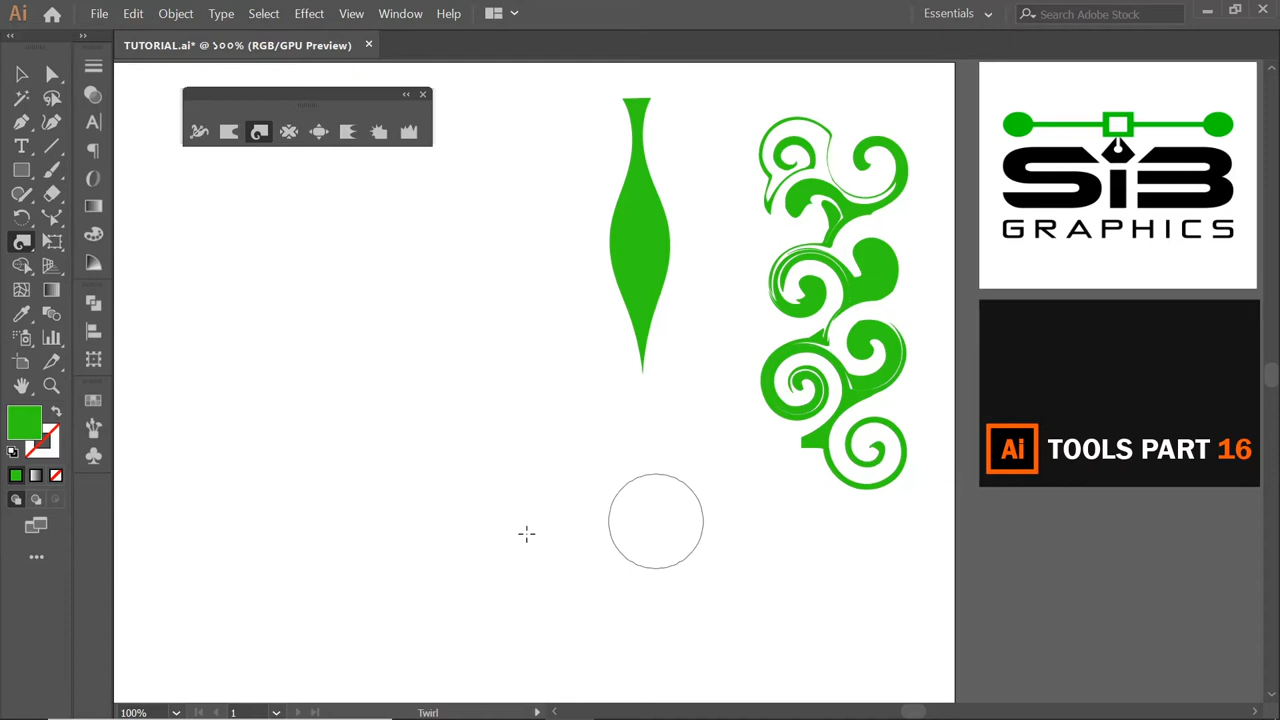 Ai File Edit Object Type Select Effect View Window Help Essentials Search Adobe Stock
TUTORIAL.ai* @ ১০০% (RGB/GPU Preview)
SiB
GRAPHICS
Ai TOOLS PART 16
100% 1 Twirl